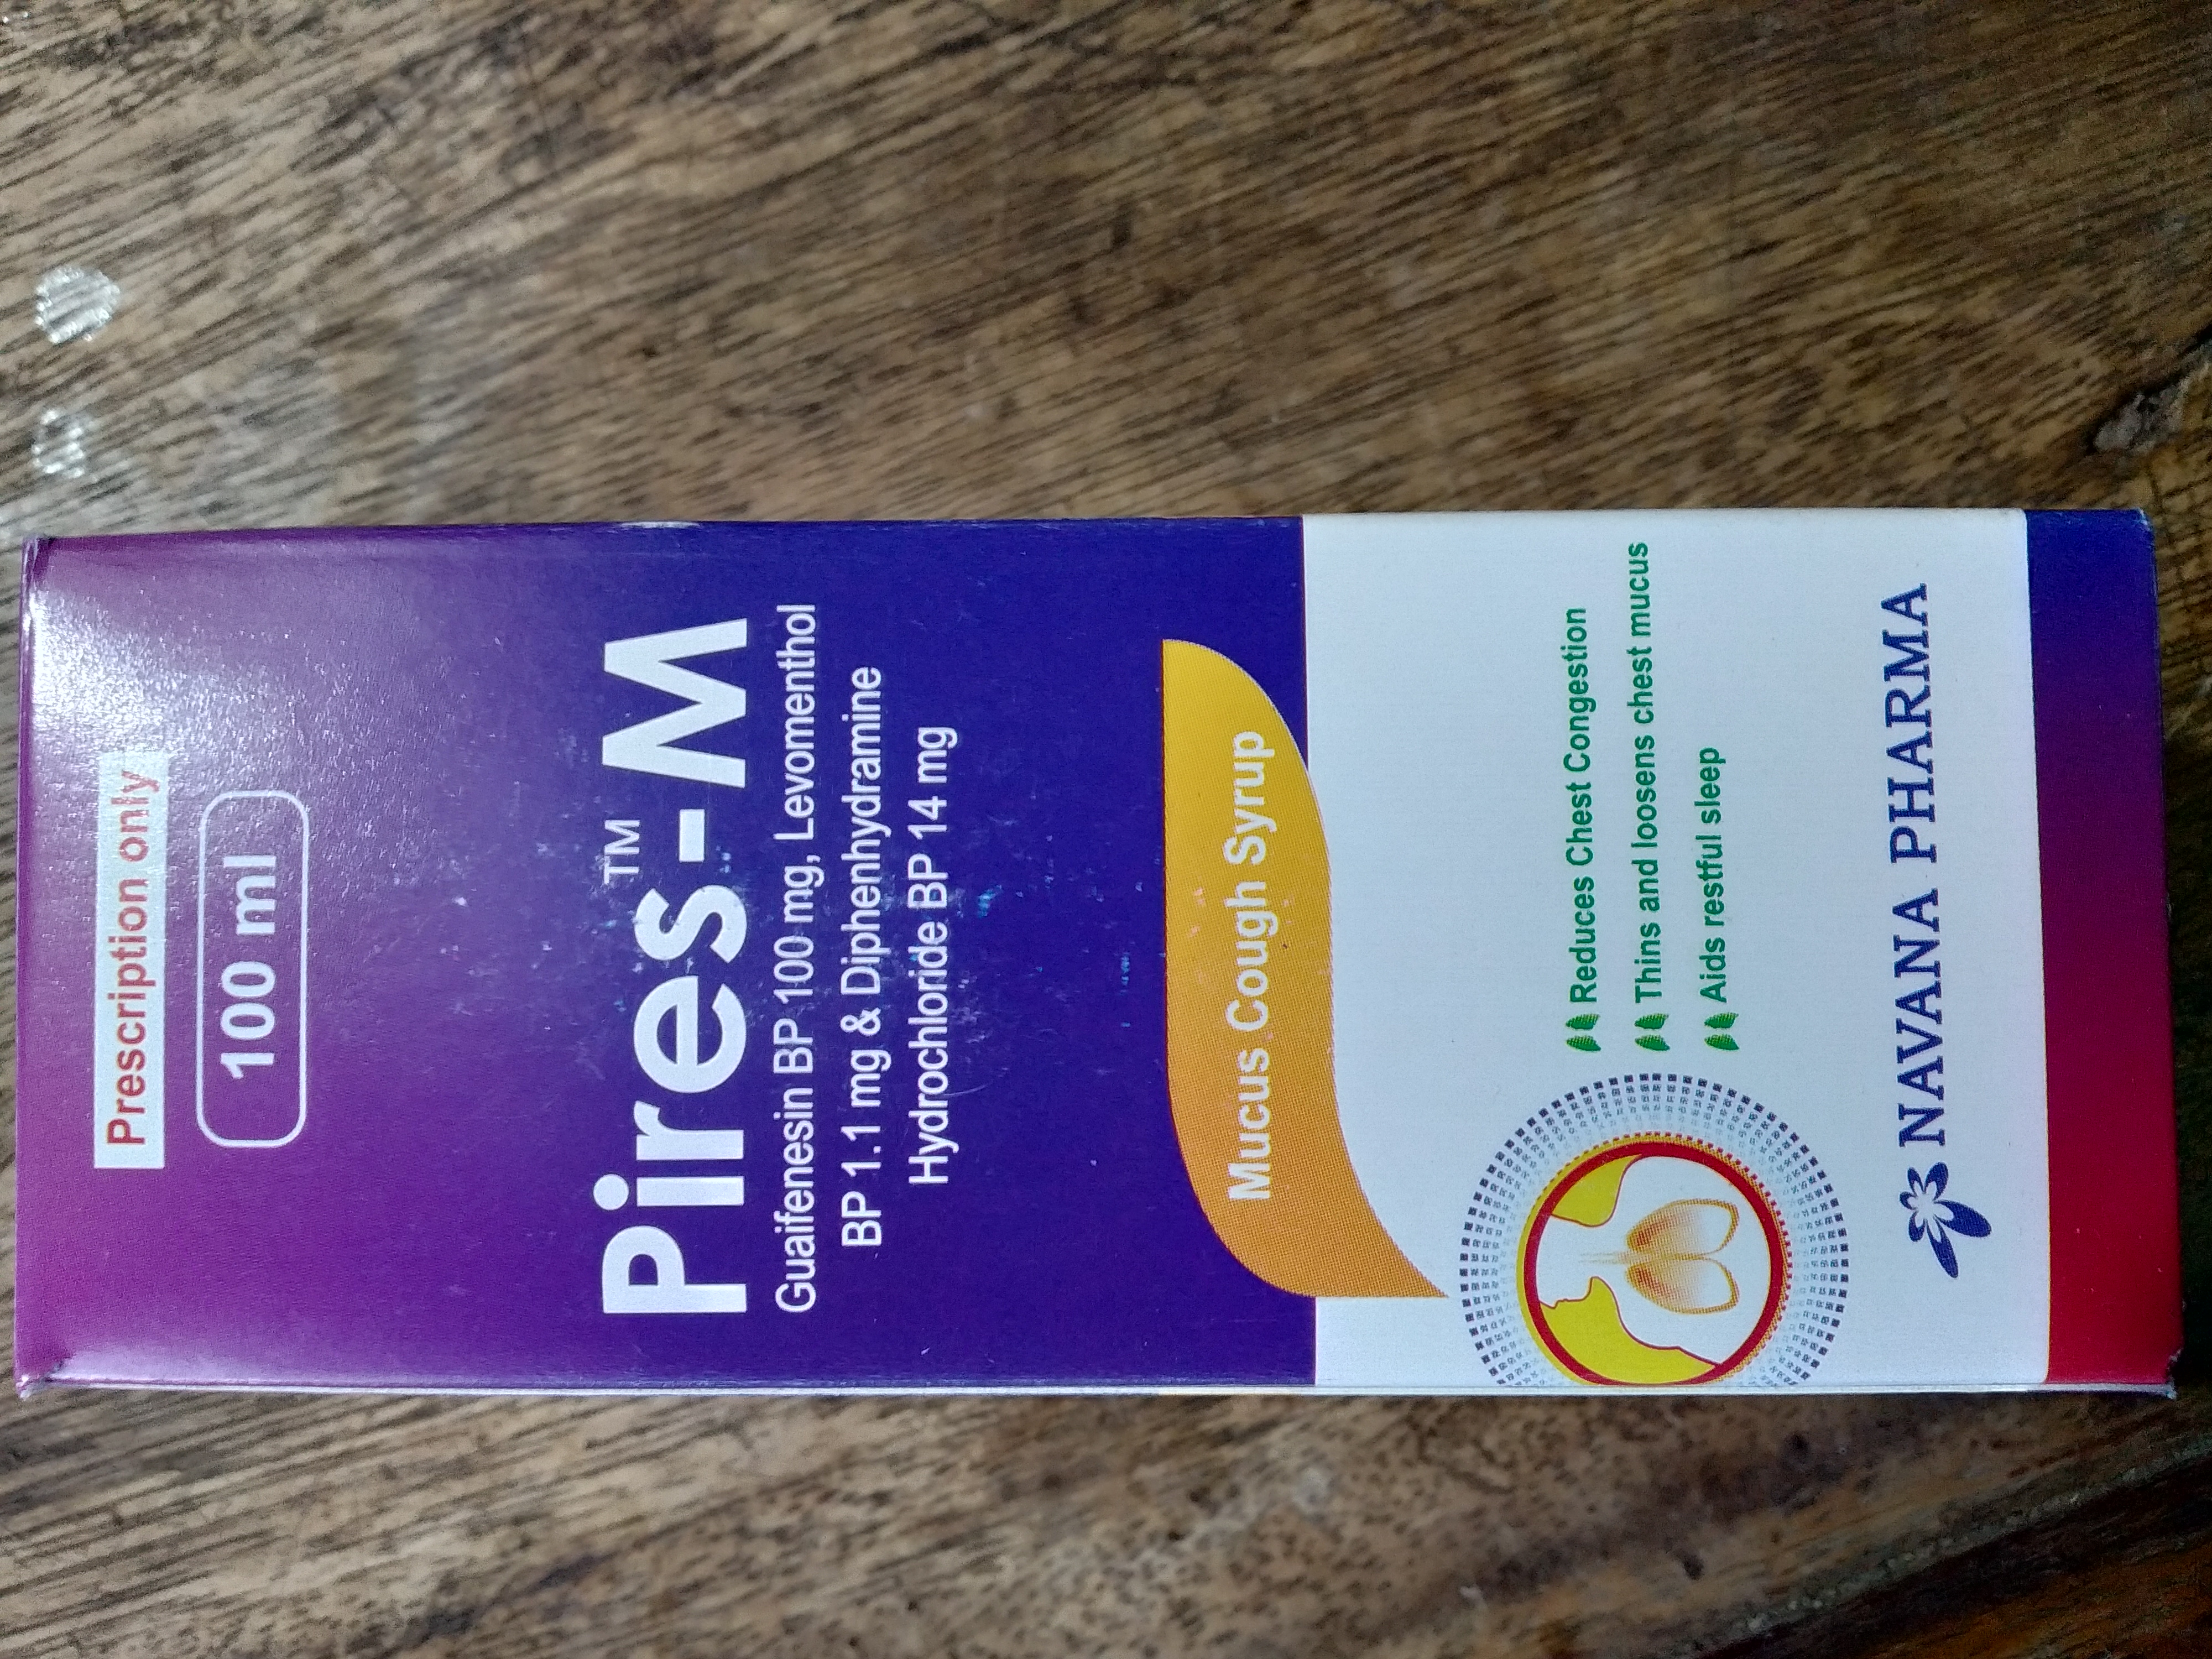 Prescription only
100 ml
Pires™-M
Guaifenesin BP 100 mg, Levomenthol
BP 1.1 mg & Diphenhydramine
Hydrochloride BP 14 mg
Mucus Cough Syrup
Reduces Chest Congestion
Thins and loosens chest mucus
Aids restful sleep
NAVANA PHARMA